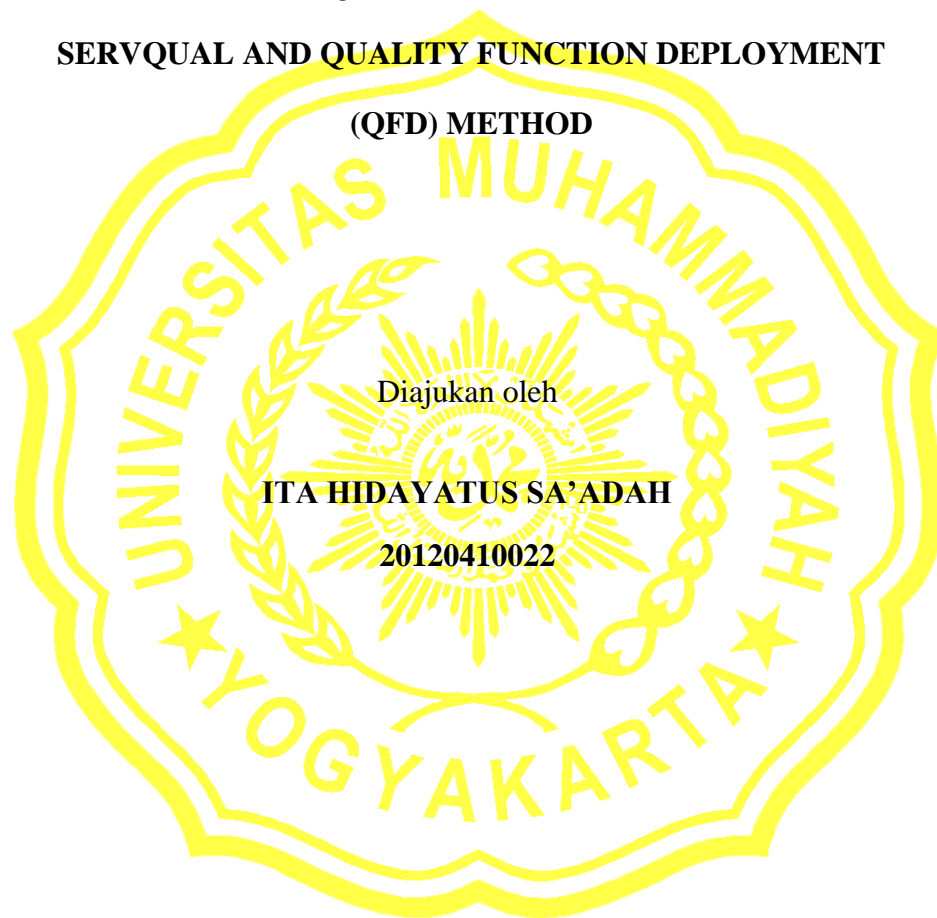 SERVQUAL AND QUALITY FUNCTION DEPLOYMENT
(QFD) METHOD
UNIVERSITAS MUHAMMADIYAH
Diajukan oleh
ITA HIDAYATUS SA’ADAH
20120410022
★ YOGYAKARTA ★